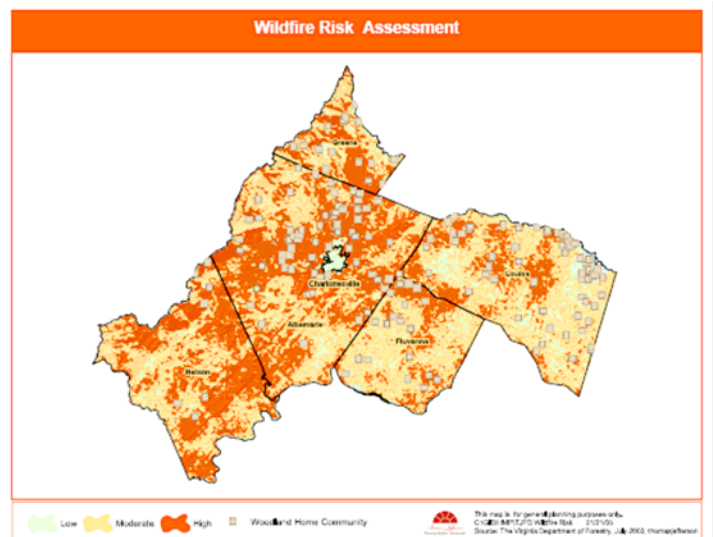 Wildfire Risk Assessment
Greene
Louisa
Charlottesville
Albemarle
Fluvanna
Nelson
Low Moderate High Woodland Home Community
This map is for general planning purposes only.
Source: The Virginia Department of Forestry, July 2003,